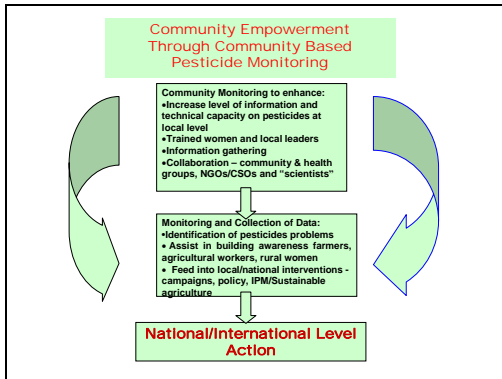 Community Empowerment
Through Community Based
Pesticide Monitoring
Community Monitoring to enhance:
•Increase level of information and
technical capacity on pesticides at
local level
•Trained women and local leaders
•Information gathering
•Collaboration – community & health
groups, NGOs/CSOs and “scientists”
Monitoring and Collection of Data:
•Identification of pesticides problems
• Assist in building awareness farmers,
agricultural workers, rural women
• Feed into local/national interventions -
campaigns, policy, IPM/Sustainable
agriculture
National/International Level
Action